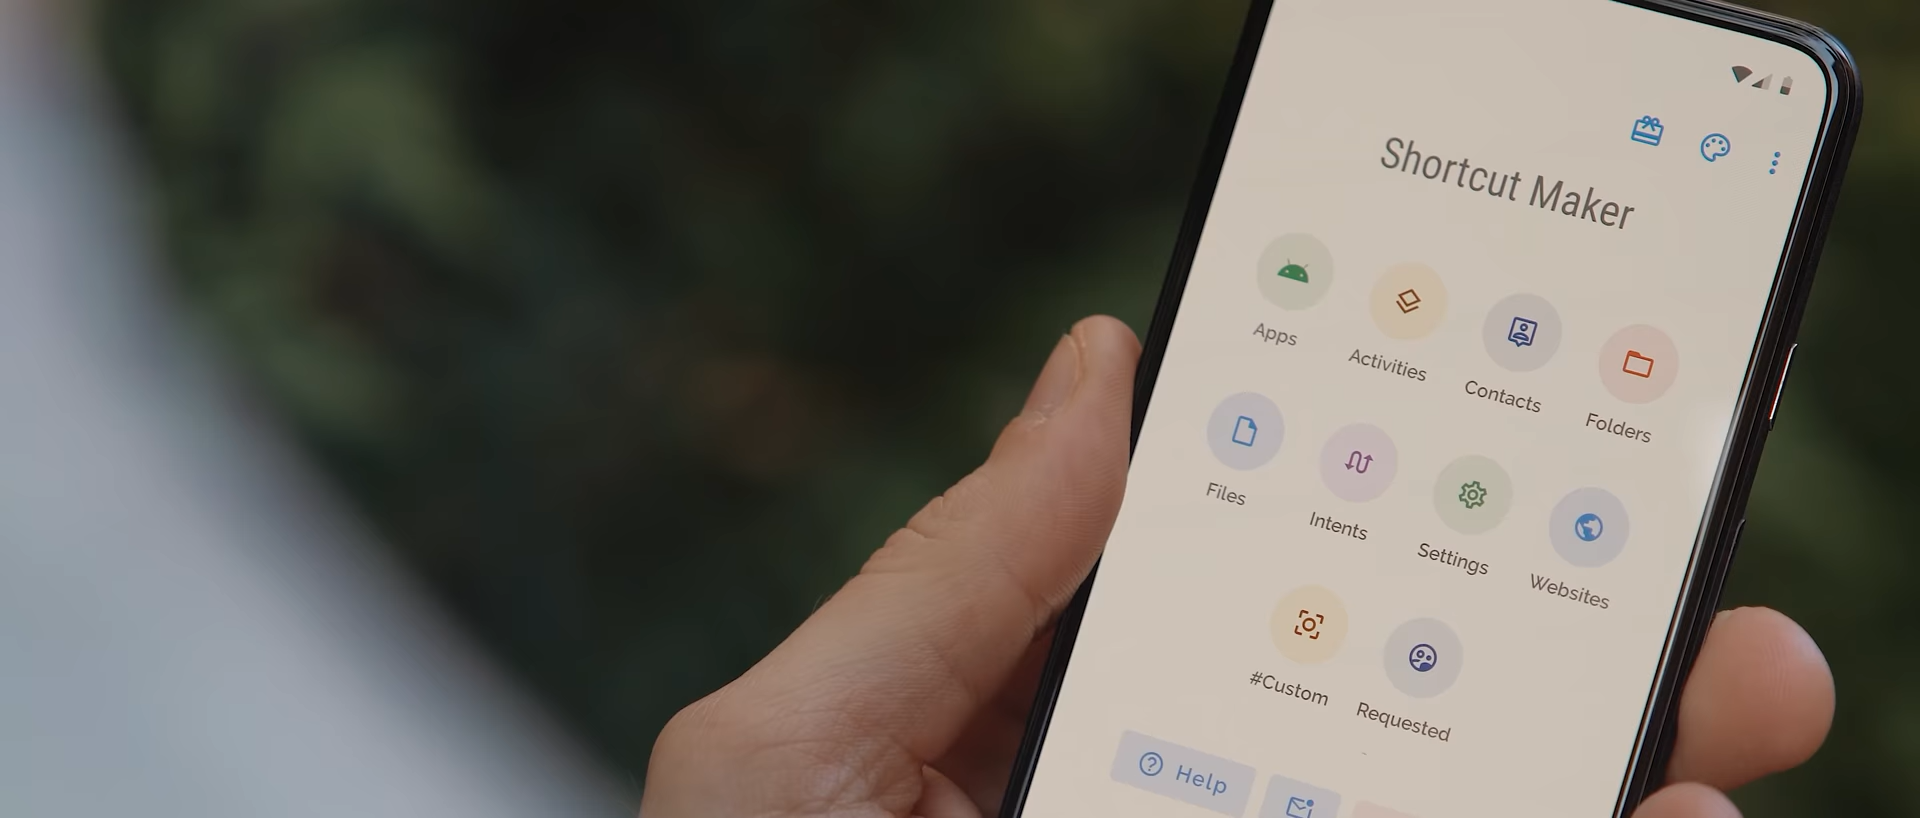 Shortcut Maker
Apps
Activities
Contacts
Folders
Files
Intents
Settings
Websites
#Custom
Requested
Help